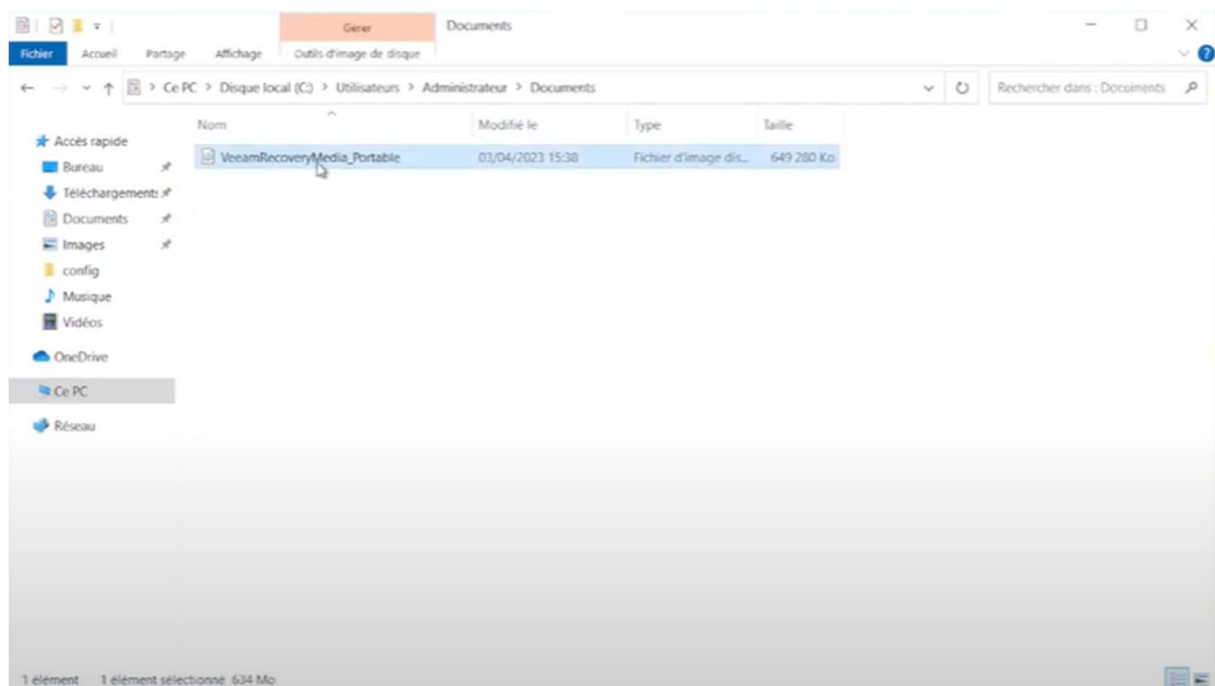 Gérer Documents
Fichier Accueil Partage Affichage Outils d'image de disque
Ce PC > Disque local (C:) > Utilisateurs > Administrateur > Documents Rechercher dans : Documents
Nom Modifié le Type Taille
Accès rapide
VeeamRecoveryMedia_Portable 03/04/2023 15:38 Fichier d'image dis... 649 280 Ko
Bureau
Téléchargements
Documents
Images
config
Musique
Vidéos
OneDrive
Ce PC
Réseau
1 élément 1 élément sélectionné 634 Mo